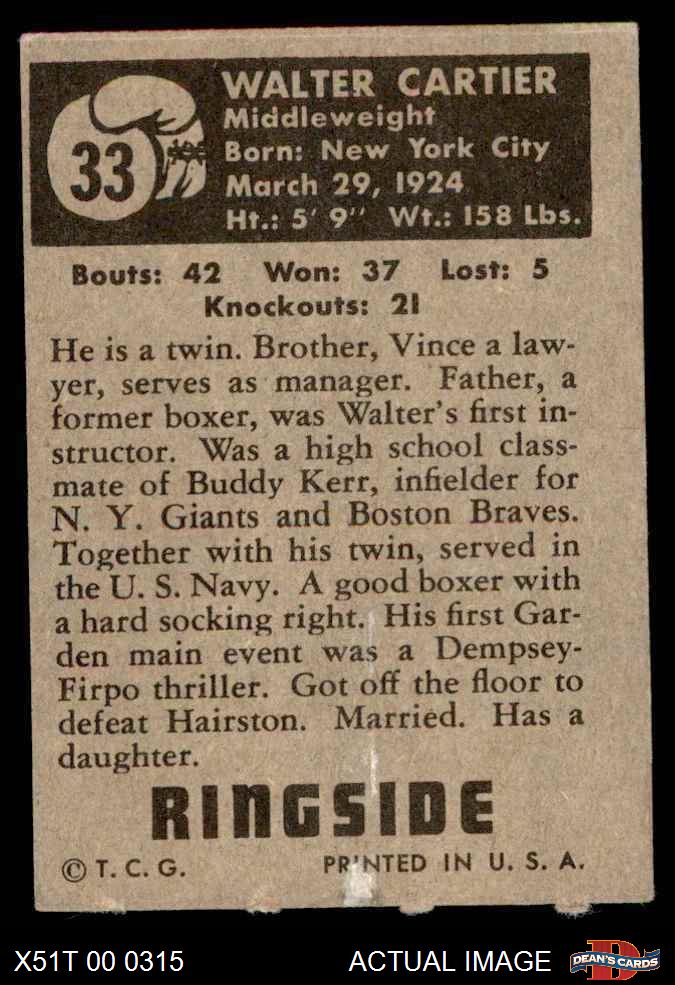 33
WALTER CARTIER
Middleweight
Born: New York City
March 29, 1924
Ht.: 5' 9" Wt.: 158 Lbs.
Bouts: 42 Won: 37 Lost: 5
Knockouts: 21
He is a twin. Brother, Vince a law-
yer, serves as manager. Father, a
former boxer, was Walter's first in-
structor. Was a high school class-
mate of Buddy Kerr, infielder for
N. Y. Giants and Boston Braves.
Together with his twin, served in
the U. S. Navy. A good boxer with
a hard socking right. His first Gar-
den main event was a Dempsey-
Firpo thriller. Got off the floor to
defeat Hairston. Married. Has a
daughter.
RINGSIDE
© T. C. G. PRINTED IN U. S. A.
X51T 00 0315 ACTUAL IMAGE
D
DEAN'S CARDS